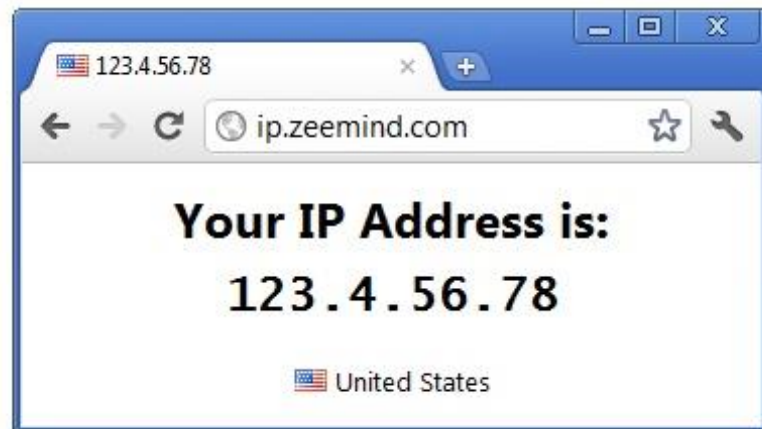 123.4.56.78
ip.zeemind.com
Your IP Address is:
123.4.56.78
United States